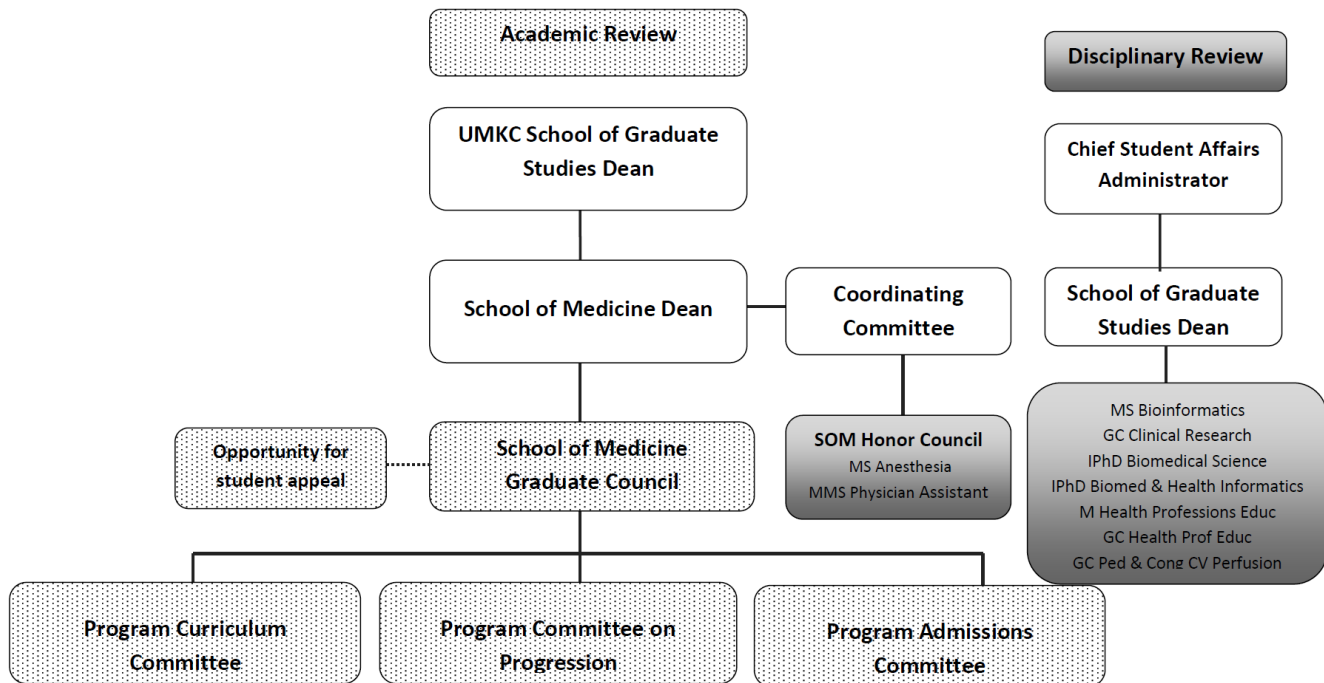 Academic Review
Disciplinary Review
UMKC School of Graduate
Studies Dean
Chief Student Affairs
Administrator
School of Medicine Dean
Coordinating
Committee
School of Graduate
Studies Dean
Opportunity for
student appeal
School of Medicine
Graduate Council
SOM Honor Council
MS Anesthesia
MMS Physician Assistant
MS Bioinformatics
GC Clinical Research
IPhD Biomedical Science
IPhD Biomed & Health Informatics
M Health Professions Educ
GC Health Prof Educ
GC Ped & Cong CV Perfusion
Program Curriculum
Committee
Program Committee on
Progression
Program Admissions
Committee